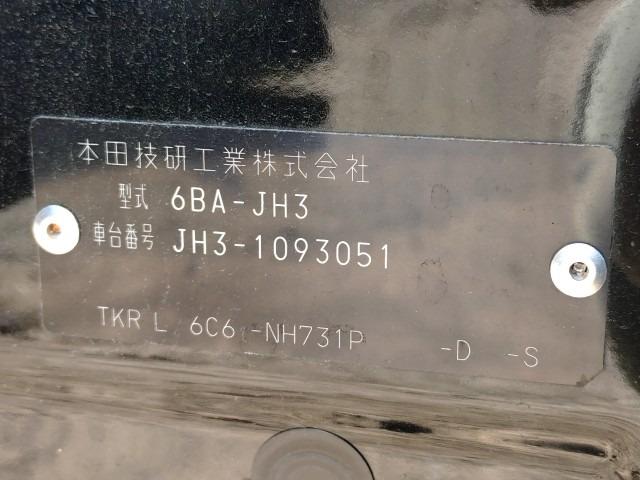 本田技研工業株式会社
型式 6BA-JH3
車台番号 JH3-1093051
TKR L 6C6 -NH731P -D -S